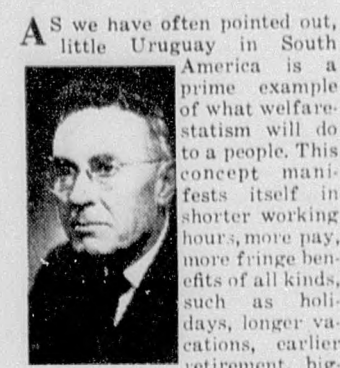 AS we have often pointed out,
little Uruguay in South
America is a
prime example
of what welfare-
statism will do
to a people. This
concept mani-
fests itself in
shorter working
hours, more pay,
more fringe ben-
efits of all kinds,
such as holi-
days, longer va-
cations, earlier
retirement, big-